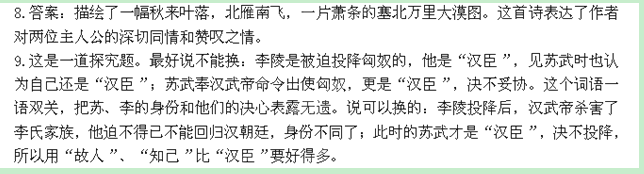 8.答案：描绘了一幅秋来叶落，北雁南飞，一片萧条的塞北万里大漠图。这首诗表达了作者
对两位主人公的深切同情和赞叹之情。
9.这是一道探究题。最好说不能换：李陵是被迫投降匈奴的，他是“汉臣”，见苏武时也认
为自己还是“汉臣”；苏武奉汉武帝命令出使匈奴，更是“汉臣”，决不妥协。这个词语一
语双关，把苏、李的身份和他们的决心表露无遗。说可以换的：李陵投降后，汉武帝杀害了
李氏家族，他迫不得已不能回归汉朝廷，身份不同了；此时的苏武才是“汉臣”，决不投降，
所以用“故人”、“知己”比“汉臣”要好得多。